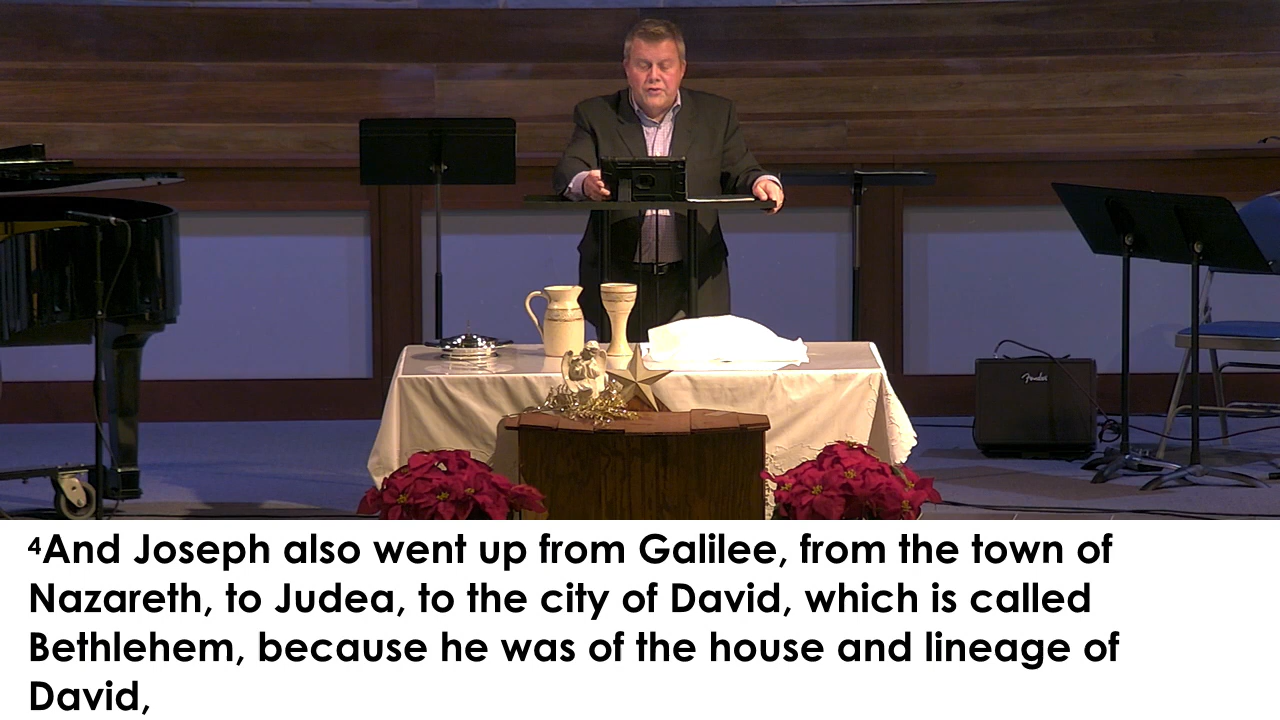 Fender
⁴And Joseph also went up from Galilee, from the town of
Nazareth, to Judea, to the city of David, which is called
Bethlehem, because he was of the house and lineage of
David,